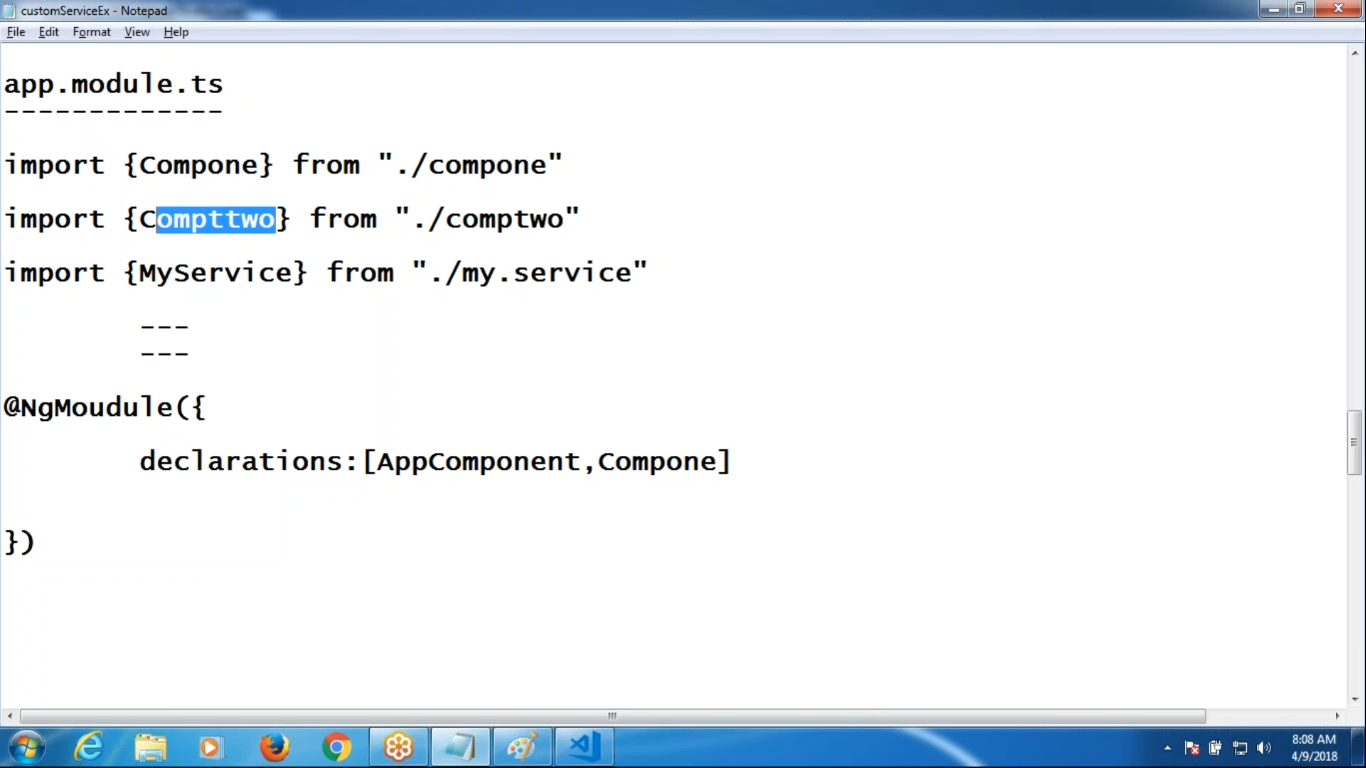 customServiceEx - Notepad
File Edit Format View Help
app.module.ts
-------------
import {Compone} from "./compone"
import {Compttwo} from "./comptwo"
import {MyService} from "./my.service"
---
---
@NgMoudule({
declarations:[AppComponent,Compone]
})
8:08 AM
4/9/2018